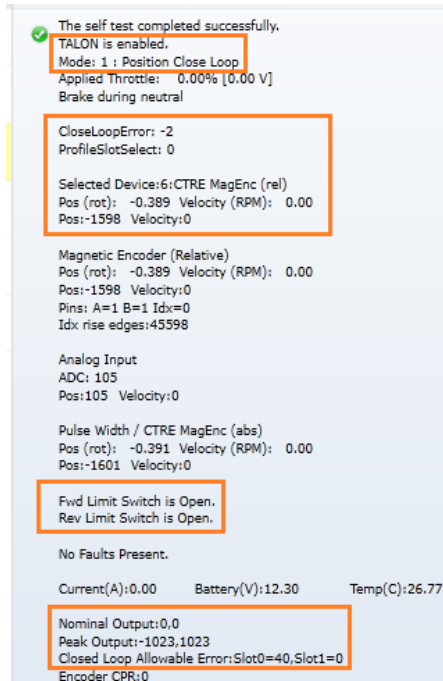 The self test completed successfully.
TALON is enabled.
Mode: 1 : Position Close Loop
Applied Throttle: 0.00% [0.00 V]
Brake during neutral
CloseLoopError: -2
ProfileSlotSelect: 0
Selected Device:6:CTRE MagEnc (rel)
Pos (rot): -0.389 Velocity (RPM): 0.00
Pos:-1598 Velocity:0
Magnetic Encoder (Relative)
Pos (rot): -0.389 Velocity (RPM): 0.00
Pos:-1598 Velocity:0
Pins: A=1 B=1 Idx=0
Idx rise edges:45598
Analog Input
ADC: 105
Pos:105 Velocity:0
Pulse Width / CTRE MagEnc (abs)
Pos (rot): -0.391 Velocity (RPM): 0.00
Pos:-1601 Velocity:0
Fwd Limit Switch is Open.
Rev Limit Switch is Open.
No Faults Present.
Current(A):0.00 Battery(V):12.30 Temp(C):26.77
Nominal Output:0,0
Peak Output:-1023,1023
Closed Loop Allowable Error:Slot0=40,Slot1=0
Encoder CPR:0